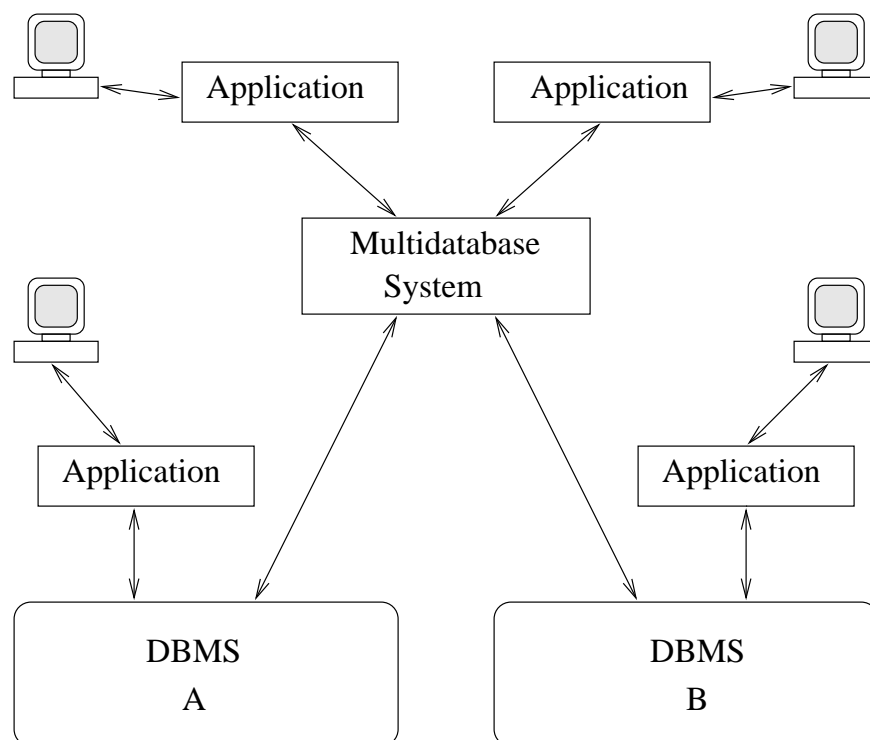 Application
Application
Multidatabase
System
Application
Application
DBMS
A
DBMS
B